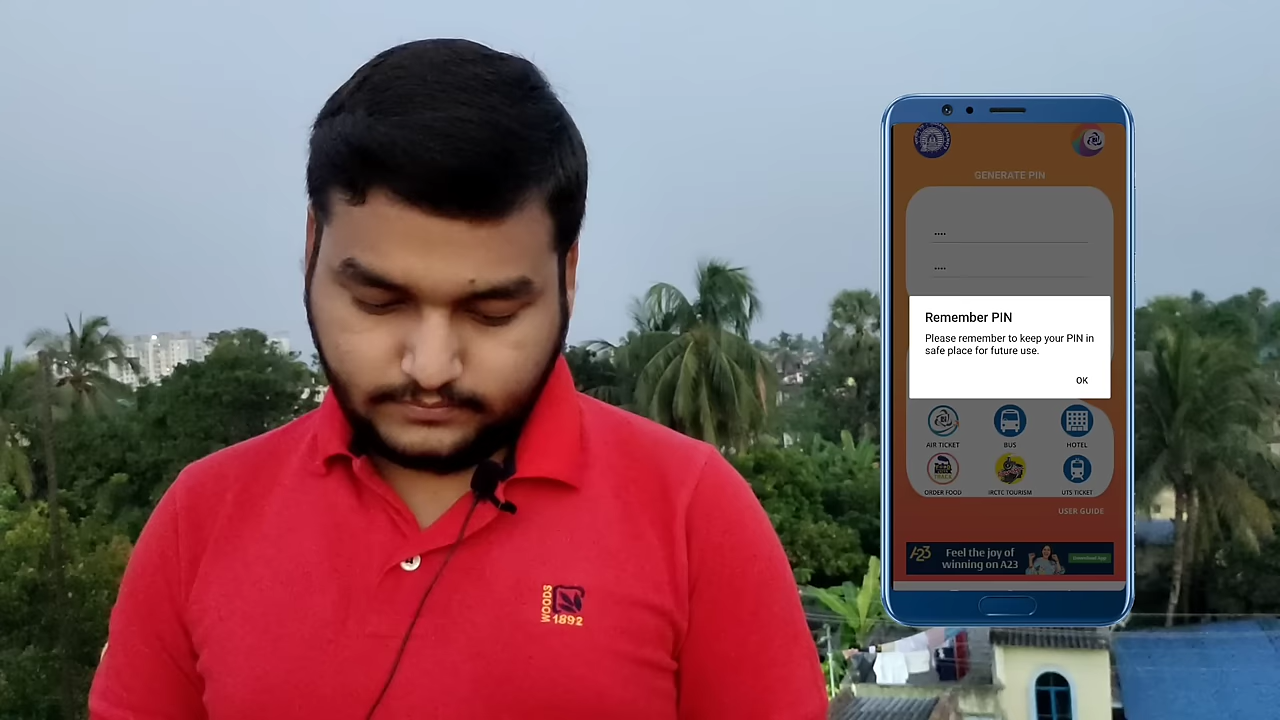 GENERATE PIN
••••
••••
Remember PIN
Please remember to keep your PIN in
safe place for future use.
OK
AIR TICKET
BUS
HOTEL
ORDER FOOD
IRCTC TOURISM
UTS TICKET
USER GUIDE
A23
Feel the joy of
winning on A23
WOODS
1892